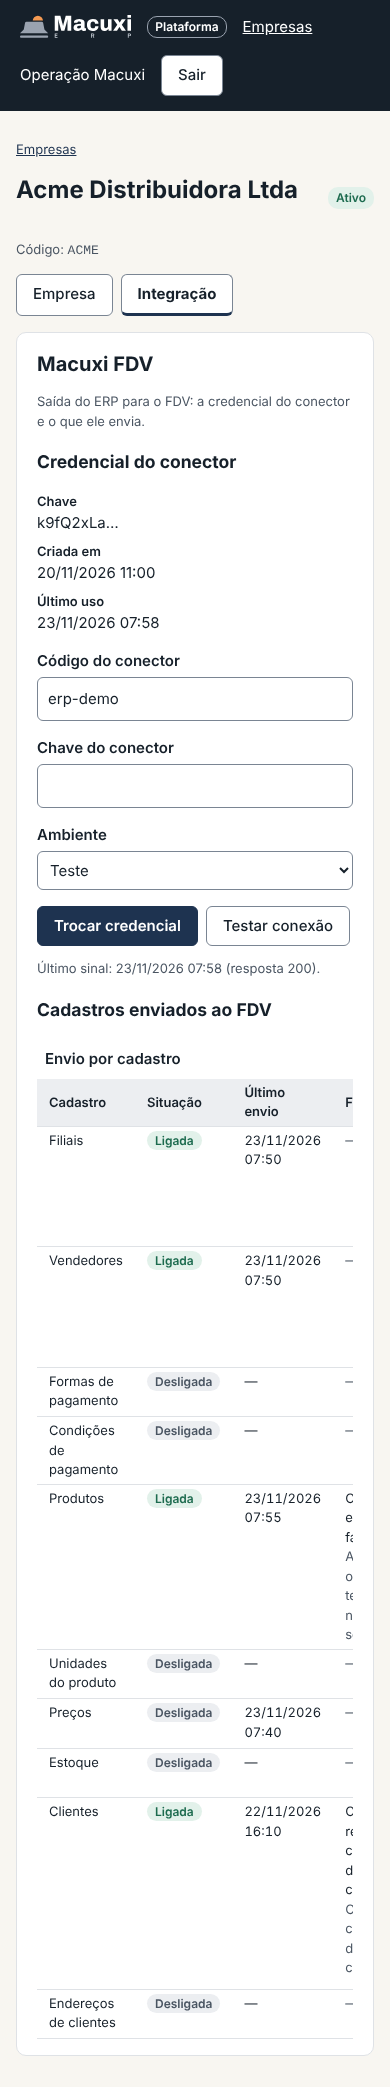 Macuxi
ERP
Plataforma
Empresas
Operação Macuxi
Sair
Empresas
Acme Distribuidora Ltda
Ativo
Código: ACME
Empresa
Integração
Macuxi FDV
Saída do ERP para o FDV: a credencial do conector
e o que ele envia.
Credencial do conector
Chave
k9fQ2xLa…
Criada em
20/11/2026 11:00
Último uso
23/11/2026 07:58
Código do conector
erp-demo
Chave do conector
Ambiente
Teste
Trocar credencial
Testar conexão
Último sinal: 23/11/2026 07:58 (resposta 200).
Cadastros enviados ao FDV
Envio por cadastro
Cadastro Situação Último
envio
Filiais Ligada 23/11/2026 —
07:50
Vendedores Ligada 23/11/2026 —
07:50
Formas de Desligada — —
pagamento
Condições Desligada — —
de
pagamento
Produtos Ligada 23/11/2026
07:55
Unidades Desligada — —
do produto
Preços Desligada 23/11/2026 —
07:40
Estoque Desligada — —
Clientes Ligada 22/11/2026
16:10
Endereços Desligada — —
de clientes